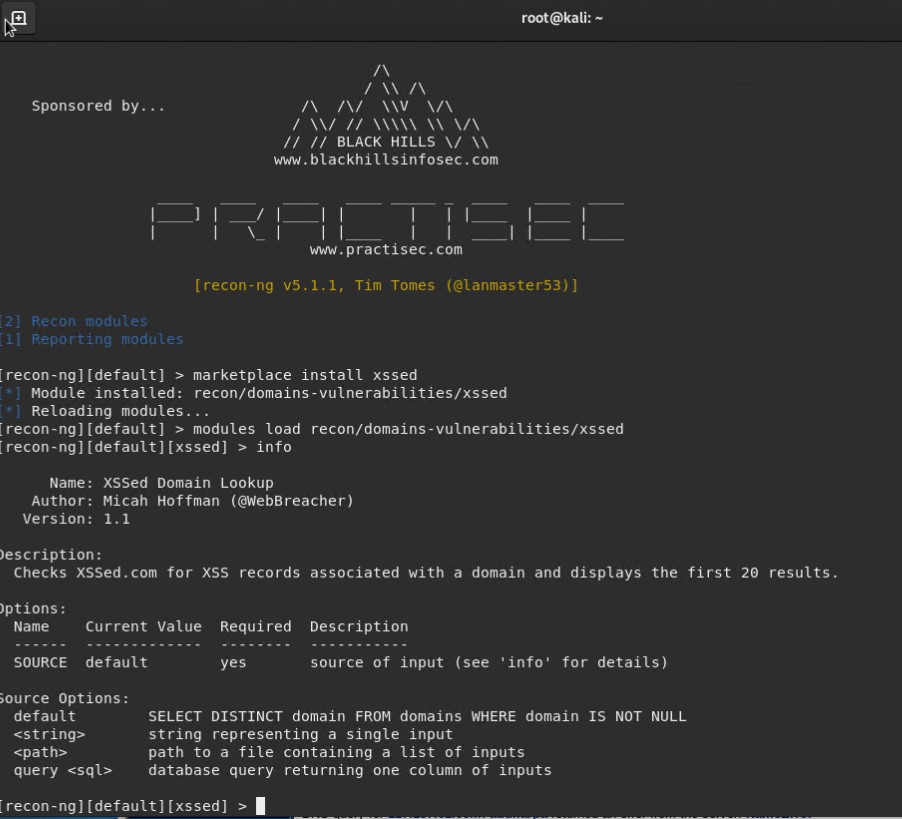 root@kali: ~
/\
/ \\ /\
Sponsored by... /\ /\/ \\V \/\
/ \\/ // \\\\\ \\ \/\
// // BLACK HILLS \/ \\
www.blackhillsinfosec.com
PRACTISEC
www.practisec.com
[recon-ng v5.1.1, Tim Tomes (@lanmaster53)]
[2] Recon modules
[1] Reporting modules
[recon-ng][default] > marketplace install xssed
[*] Module installed: recon/domains-vulnerabilities/xssed
[*] Reloading modules...
[recon-ng][default] > modules load recon/domains-vulnerabilities/xssed
[recon-ng][default][xssed] > info
Name: XSSed Domain Lookup
Author: Micah Hoffman (@WebBreacher)
Version: 1.1
Description:
Checks XSSed.com for XSS records associated with a domain and displays the first 20 results.
Options:
Name Current Value Required Description
------ ------------- -------- -----------
SOURCE default yes source of input (see 'info' for details)
Source Options:
default SELECT DISTINCT domain FROM domains WHERE domain IS NOT NULL
<string> string representing a single input
<path> path to a file containing a list of inputs
query <sql> database query returning one column of inputs
[recon-ng][default][xssed] >